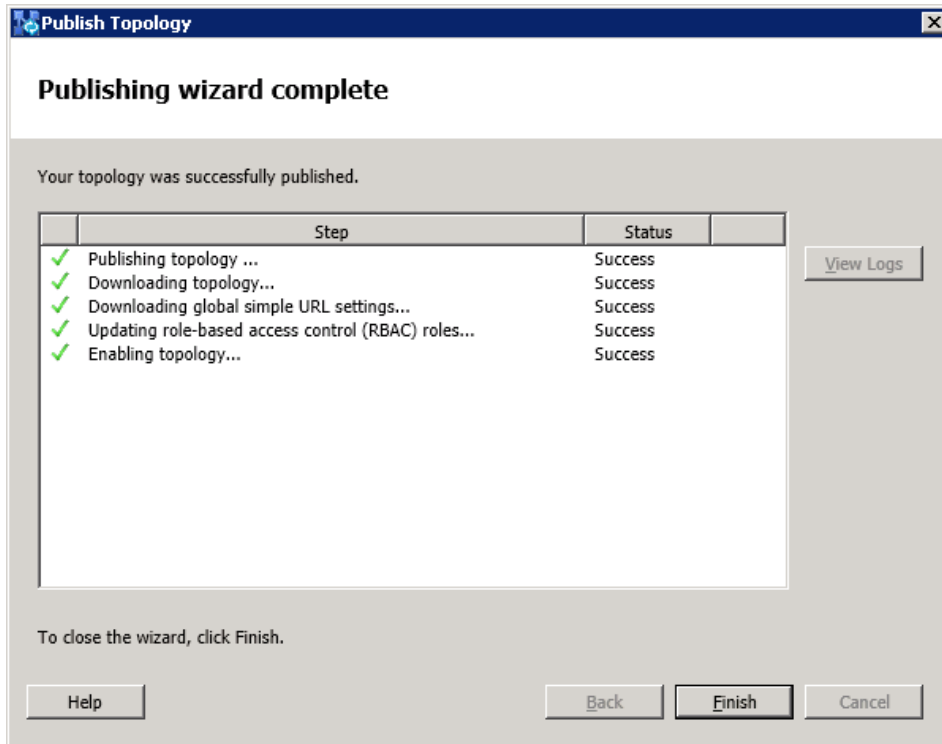 Publish Topology
Publishing wizard complete
Your topology was successfully published.
Step Status
Publishing topology ... Success
Downloading topology... Success
Downloading global simple URL settings... Success
Updating role-based access control (RBAC) roles... Success
Enabling topology... Success
View Logs
To close the wizard, click Finish.
Help Back Finish Cancel